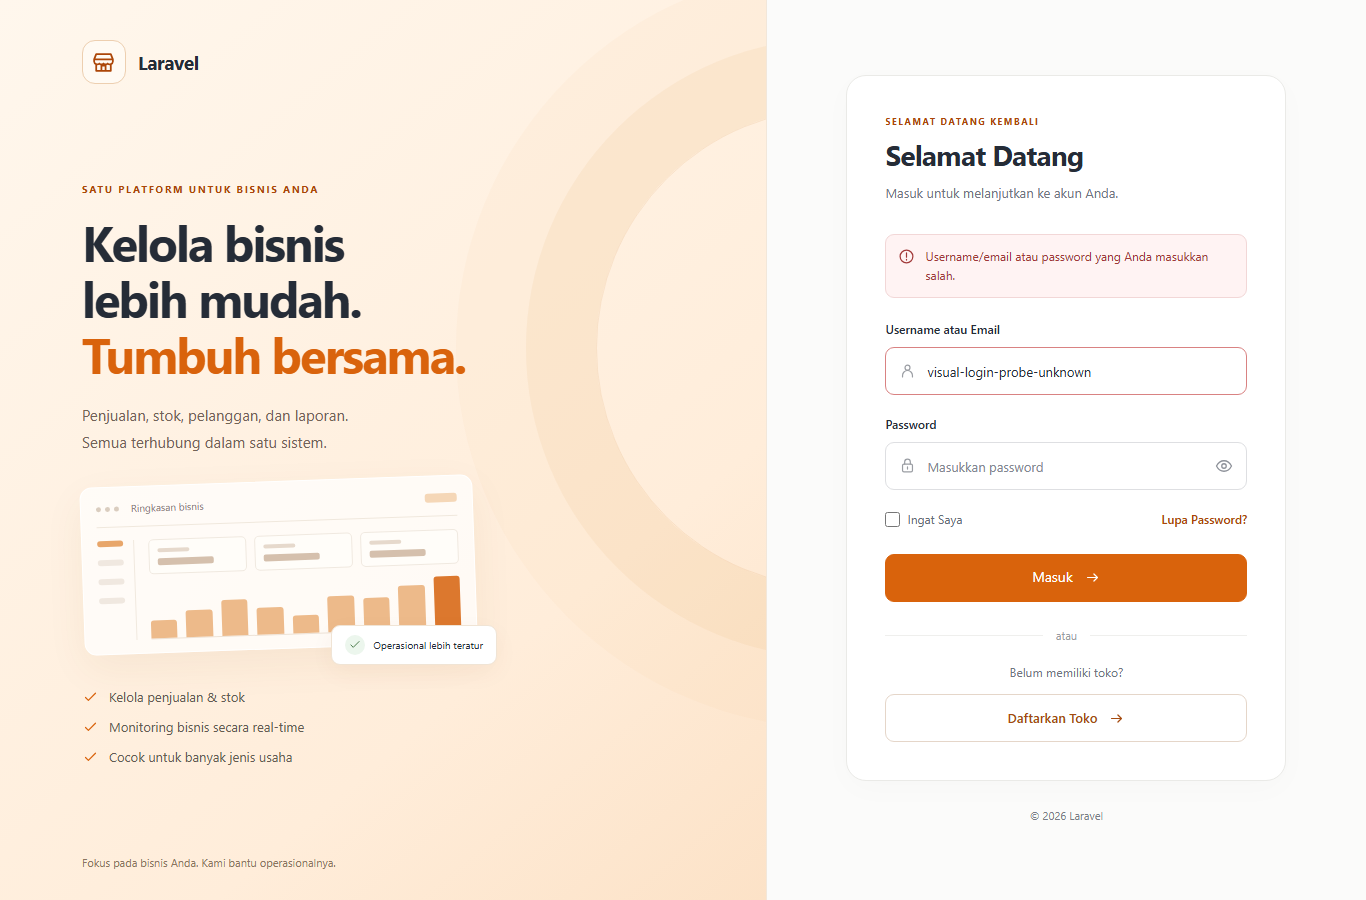 Laravel
SATU PLATFORM UNTUK BISNIS ANDA
Kelola bisnis
lebih mudah.
Tumbuh bersama.
Penjualan, stok, pelanggan, dan laporan.
Semua terhubung dalam satu sistem.
Ringkasan bisnis
Operasional lebih teratur
Kelola penjualan & stok
Monitoring bisnis secara real-time
Cocok untuk banyak jenis usaha
Fokus pada bisnis Anda. Kami bantu operasionalnya.
SELAMAT DATANG KEMBALI
Selamat Datang
Masuk untuk melanjutkan ke akun Anda.
Username/email atau password yang Anda masukkan
salah.
Username atau Email
visual-login-probe-unknown
Password
Masukkan password
Ingat Saya
Lupa Password?
Masuk →
atau
Belum memiliki toko?
Daftarkan Toko →
© 2026 Laravel